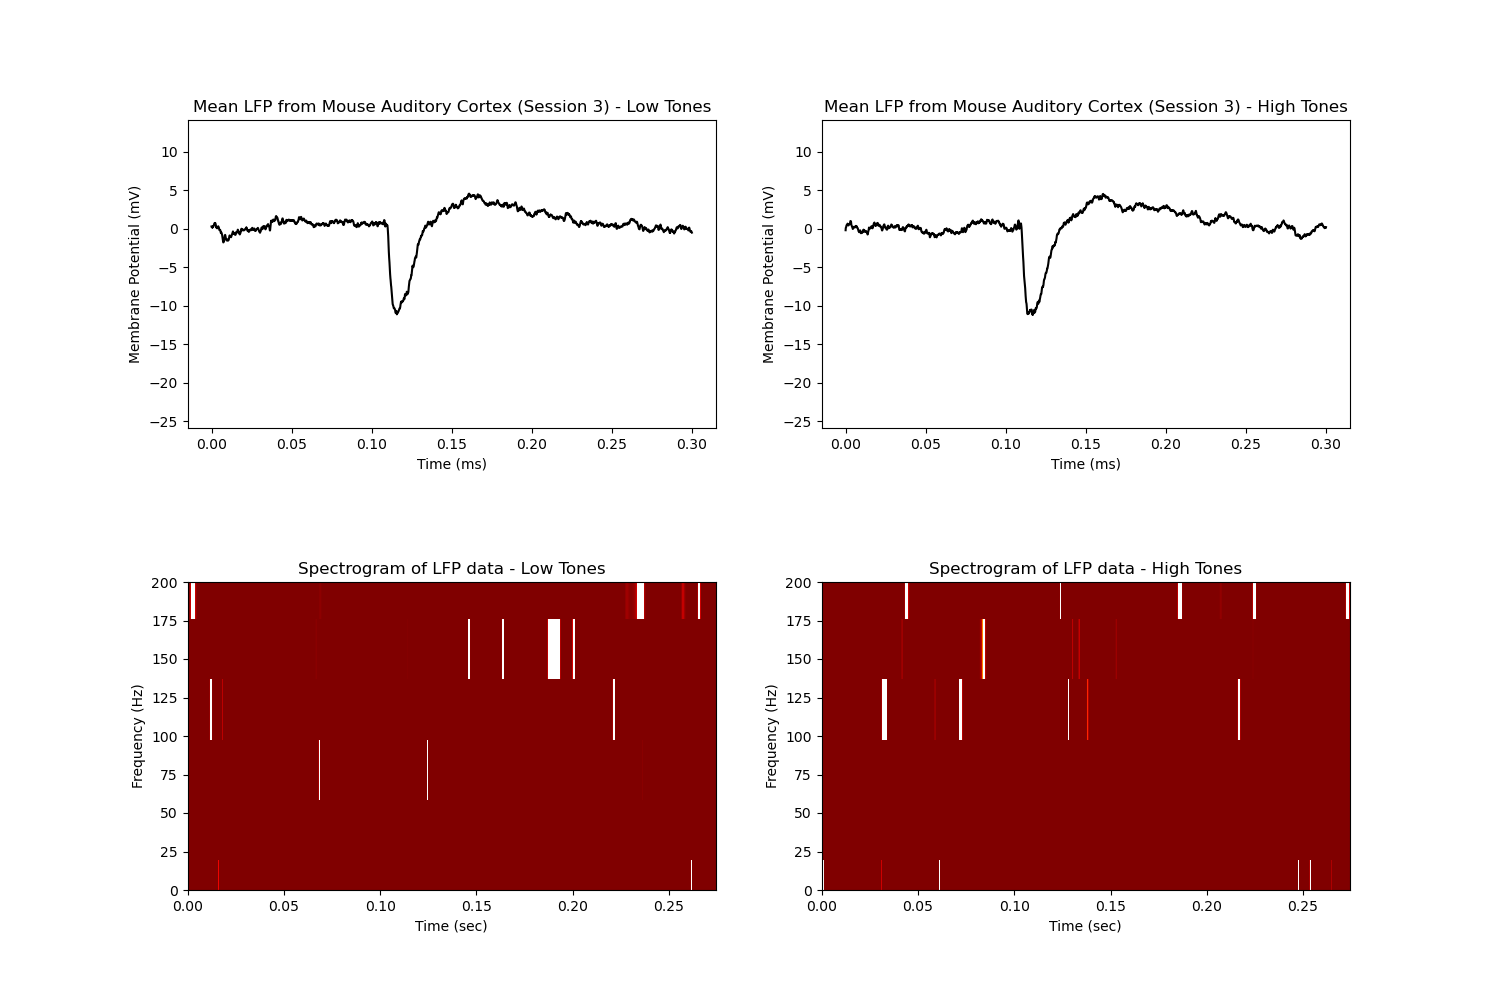 Mean LFP from Mouse Auditory Cortex (Session 3) - Low Tones
Membrane Potential (mV)
10
5
0
−5
−10
−15
−20
−25
0.00 0.05 0.10 0.15 0.20 0.25 0.30
Time (ms)
Mean LFP from Mouse Auditory Cortex (Session 3) - High Tones
Membrane Potential (mV)
10
5
0
−5
−10
−15
−20
−25
0.00 0.05 0.10 0.15 0.20 0.25 0.30
Time (ms)
Spectrogram of LFP data - Low Tones
Frequency (Hz)
200
175
150
125
100
75
50
25
0
0.00 0.05 0.10 0.15 0.20 0.25
Time (sec)
Spectrogram of LFP data - High Tones
Frequency (Hz)
200
175
150
125
100
75
50
25
0
0.00 0.05 0.10 0.15 0.20 0.25
Time (sec)